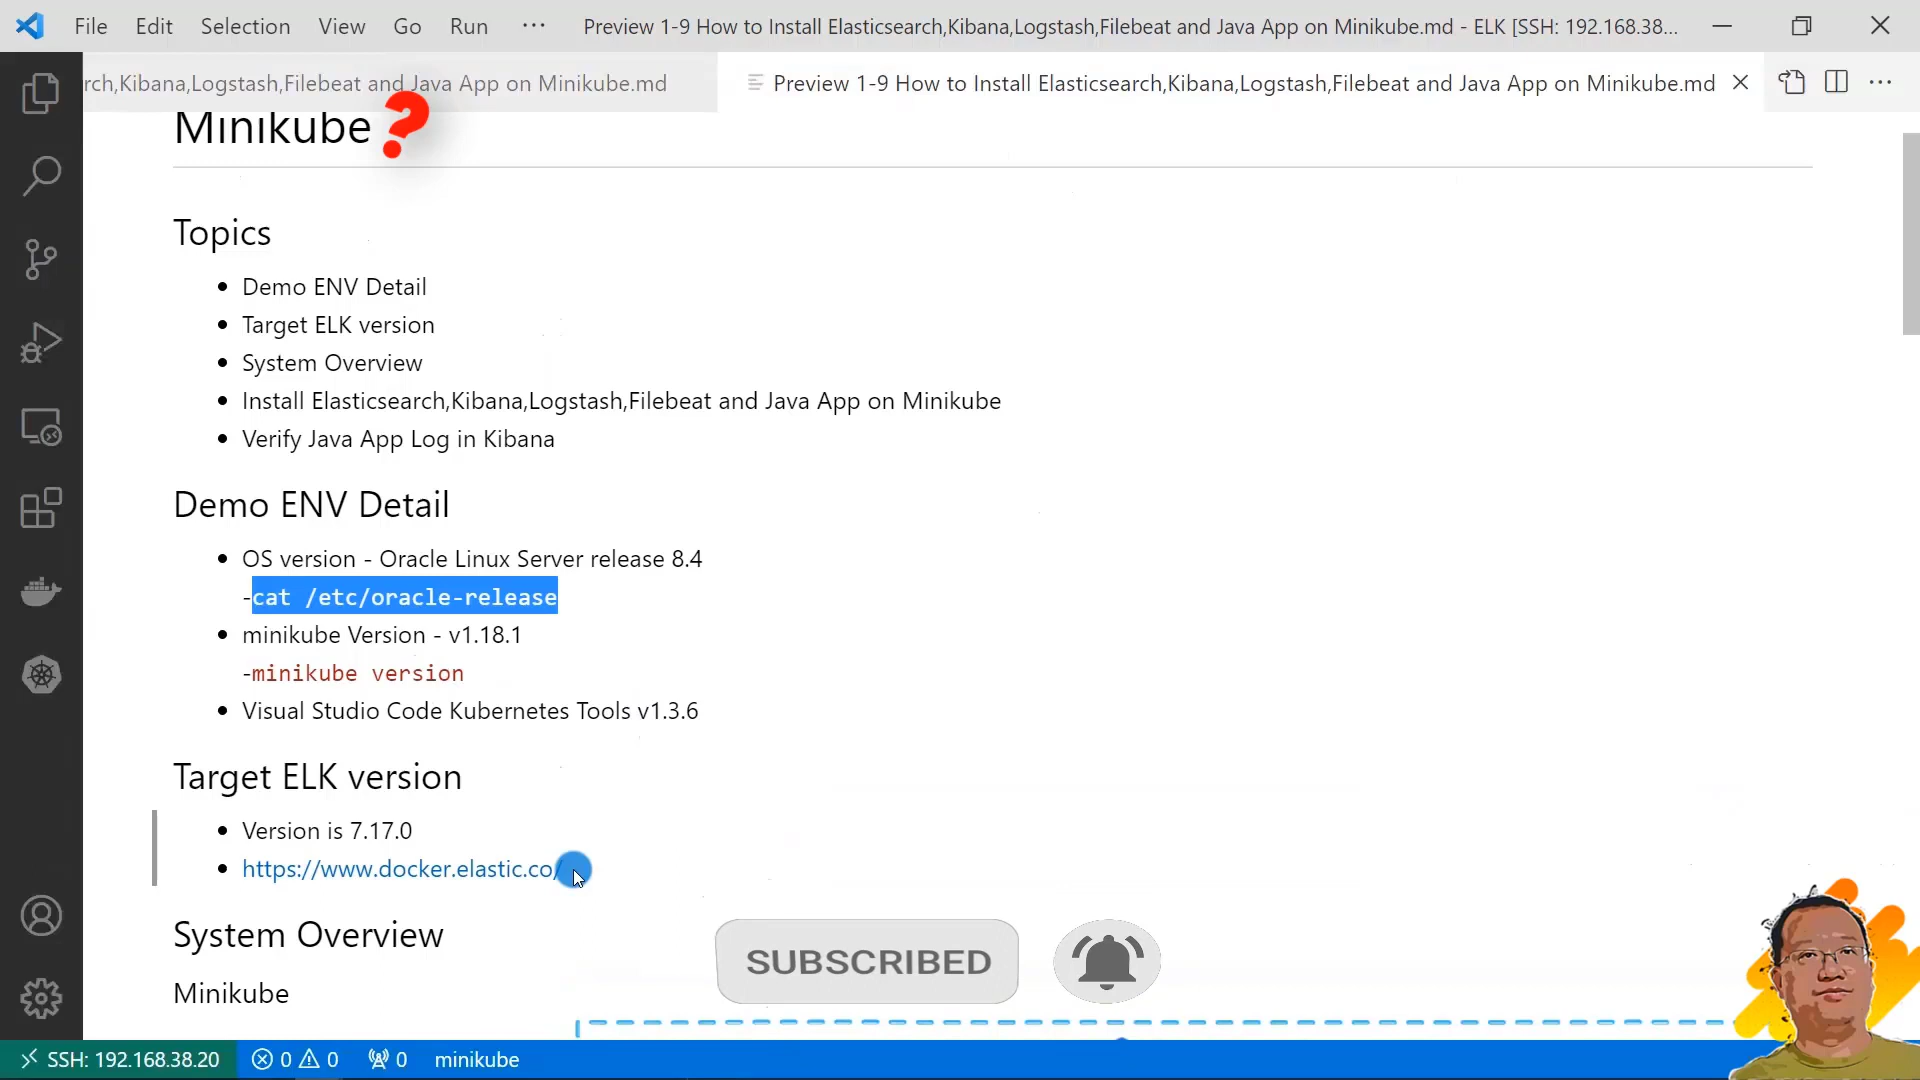 File Edit Selection View Go Run ··· Preview 1-9 How to Install Elasticsearch,Kibana,Logstash,Filebeat and Java App on Minikube.md - ELK [SSH: 192.168.38...
rch,Kibana,Logstash,Filebeat and Java App on Minikube.md Preview 1-9 How to Install Elasticsearch,Kibana,Logstash,Filebeat and Java App on Minikube.md
Minikube?
Topics
• Demo ENV Detail
• Target ELK version
• System Overview
• Install Elasticsearch,Kibana,Logstash,Filebeat and Java App on Minikube
• Verify Java App Log in Kibana
Demo ENV Detail
• OS version - Oracle Linux Server release 8.4
-cat /etc/oracle-release
• minikube Version - v1.18.1
-minikube version
• Visual Studio Code Kubernetes Tools v1.3.6
Target ELK version
• Version is 7.17.0
• https://www.docker.elastic.co/
System Overview
SUBSCRIBED
Minikube
SSH: 192.168.38.20 0 0 0 minikube